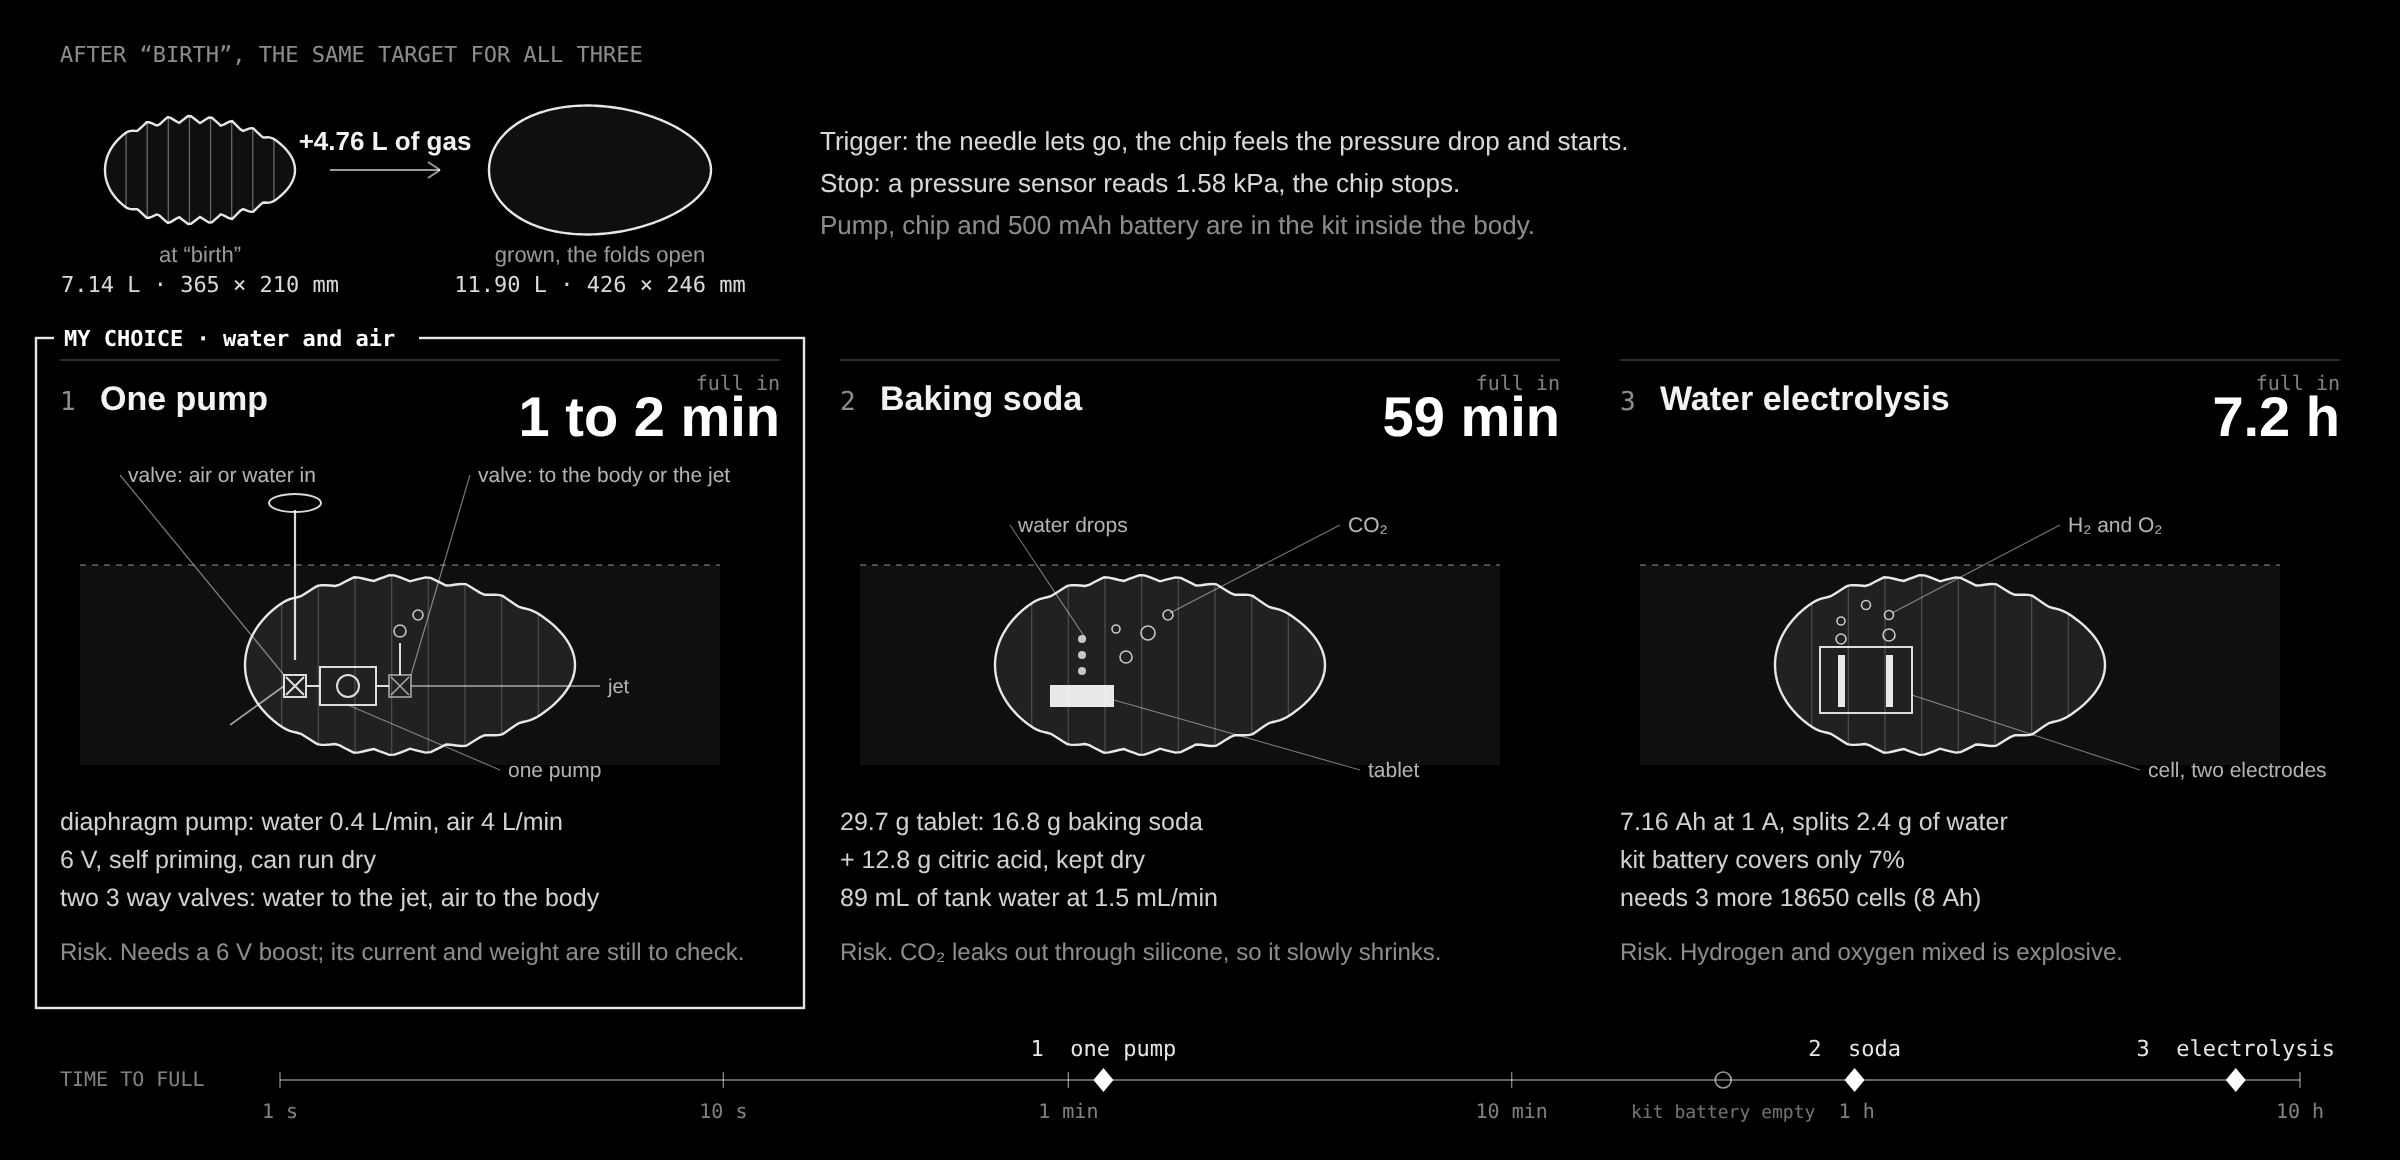 AFTER “BIRTH”, THE SAME TARGET FOR ALL THREE
+4.76 L of gas
at “birth”
7.14 L · 365 × 210 mm
grown, the folds open
11.90 L · 426 × 246 mm
Trigger: the needle lets go, the chip feels the pressure drop and starts.
Stop: a pressure sensor reads 1.58 kPa, the chip stops.
Pump, chip and 500 mAh battery are in the kit inside the body.
MY CHOICE · water and air
1 One pump
full in
1 to 2 min
valve: air or water in
valve: to the body or the jet
jet
one pump
diaphragm pump: water 0.4 L/min, air 4 L/min
6 V, self priming, can run dry
two 3 way valves: water to the jet, air to the body
Risk. Needs a 6 V boost; its current and weight are still to check.
2 Baking soda
full in
59 min
water drops
CO₂
tablet
29.7 g tablet: 16.8 g baking soda
+ 12.8 g citric acid, kept dry
89 mL of tank water at 1.5 mL/min
Risk. CO₂ leaks out through silicone, so it slowly shrinks.
3 Water electrolysis
full in
7.2 h
H₂ and O₂
cell, two electrodes
7.16 Ah at 1 A, splits 2.4 g of water
kit battery covers only 7%
needs 3 more 18650 cells (8 Ah)
Risk. Hydrogen and oxygen mixed is explosive.
1 one pump
2 soda
3 electrolysis
TIME TO FULL
1 s
10 s
1 min
10 min
kit battery empty
1 h
10 h